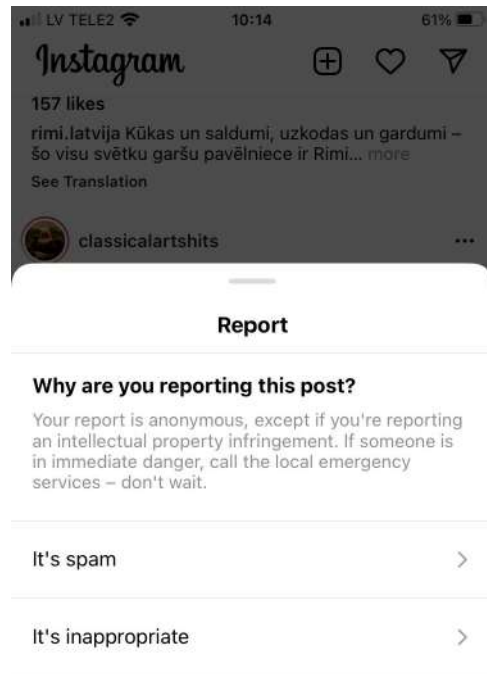 LV TELE2 10:14 61%
Instagram
157 likes
rimi.latvija Kūkas un saldumi, uzkodas un gardumi –
šo visu svētku garšu pavēlniece ir Rimi... more
See Translation
classicalartshits
Report
Why are you reporting this post?
Your report is anonymous, except if you're reporting
an intellectual property infringement. If someone is
in immediate danger, call the local emergency
services – don't wait.
It's spam
It's inappropriate